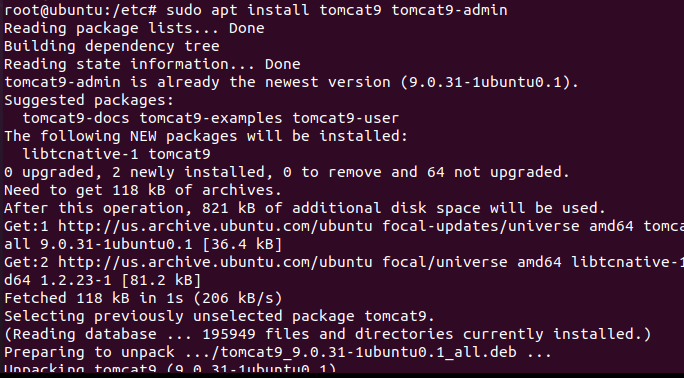 root@ubuntu:/etc# sudo apt install tomcat9 tomcat9-admin
Reading package lists... Done
Building dependency tree
Reading state information... Done
tomcat9-admin is already the newest version (9.0.31-1ubuntu0.1).
Suggested packages:
  tomcat9-docs tomcat9-examples tomcat9-user
The following NEW packages will be installed:
  libtcnative-1 tomcat9
0 upgraded, 2 newly installed, 0 to remove and 64 not upgraded.
Need to get 118 kB of archives.
After this operation, 821 kB of additional disk space will be used.
Get:1 http://us.archive.ubuntu.com/ubuntu focal-updates/universe amd64 tomca
all 9.0.31-1ubuntu0.1 [36.4 kB]
Get:2 http://us.archive.ubuntu.com/ubuntu focal/universe amd64 libtcnative-1
d64 1.2.23-1 [81.2 kB]
Fetched 118 kB in 1s (206 kB/s)
Selecting previously unselected package tomcat9.
(Reading database ... 195949 files and directories currently installed.)
Preparing to unpack .../tomcat9_9.0.31-1ubuntu0.1_all.deb ...
Unpacking tomcat9 (9.0.31-1ubuntu0.1)